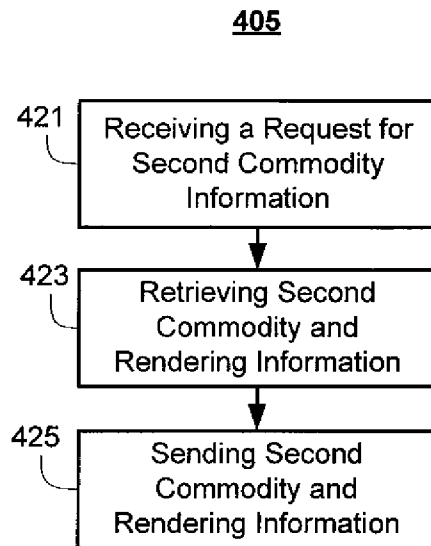 405
421
Receiving a Request for
Second Commodity
Information
423
Retrieving Second
Commodity and
Rendering Information
425
Sending Second
Commodity and
Rendering Information